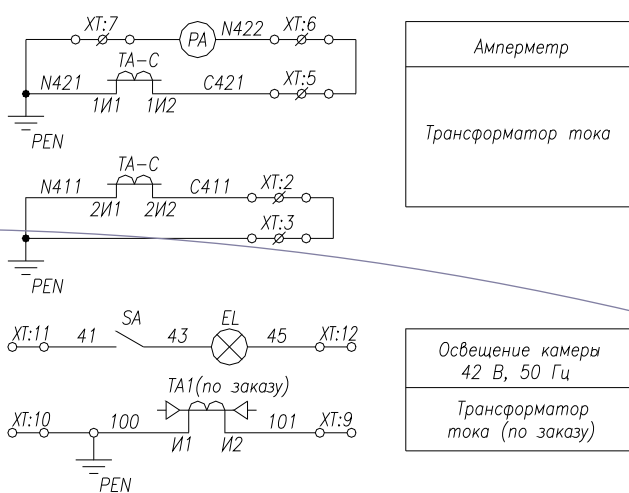 XT:7 PA N422 XT:6
TA-C
N421 C421 XT:5
1И1 1И2
PEN
TA-C
N411 C411 XT:2
2И1 2И2 XT:3
PEN
SA EL
XT:11 41 43 45 XT:12
TA1(по заказу)
XT:10 100 101 XT:9
И1 И2
PEN
Амперметр
Трансформатор тока
Освещение камеры
42 В, 50 Гц
Трансформатор
тока (по заказу)